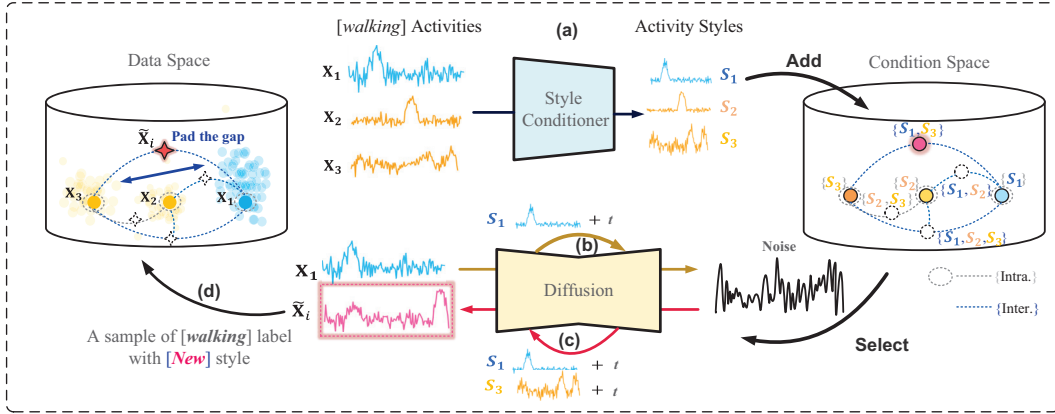 [walking] Activities
(a)
Activity Styles
Data Space
X̃i
Pad the gap
X3
X2
X1
X1
X2
X3
Style
Conditioner
S1
S2
S3
Add
Condition Space
{S1,S3}
{S3}
{S2,S3}
{S2}
{S1,S2}
{S1}
{S1,S2,S3}
{Intra.}
{Inter.}
S1 + t
(b)
X1
Diffusion
Noise
X̃i
(c)
S1 + t
S3 + t
(d)
A sample of [walking] label
with [New] style
Select